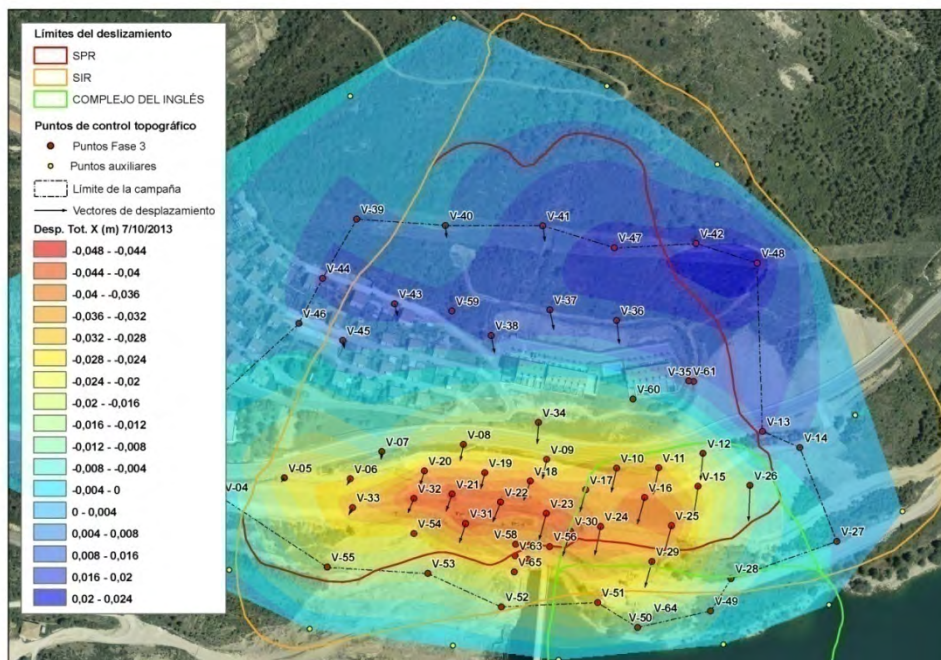 Límites del deslizamiento
SPR
SIR
COMPLEJO DEL INGLÉS
Puntos de control topográfico
Puntos Fase 3
Puntos auxiliares
Límite de la campaña
Vectores de desplazamiento
Desp. Tot. X (m) 7/10/2013
-0,048 - -0,044
-0,044 - -0,04
-0,04 - -0,036
-0,036 - -0,032
-0,032 - -0,028
-0,028 - -0,024
-0,024 - -0,02
-0,02 - -0,016
-0,016 - -0,012
-0,012 - -0,008
-0,008 - -0,004
-0,004 - 0
0 - 0,004
0,004 - 0,008
0,008 - 0,016
0,016 - 0,02
0,02 - 0,024
V-39
V-40
V-41
V-47
V-42
V-48
V-44
V-43
V-59
V-37
V-36
V-46
V-45
V-38
V-35
V-61
V-60
V-34
V-13
V-14
V-07
V-08
V-09
V-12
V-04
V-05
V-06
V-20
V-19
V-18
V-10
V-11
V-26
V-33
V-32
V-21
V-22
V-17
V-16
V-15
V-23
V-54
V-31
V-30
V-24
V-25
V-27
V-58
V-63
V-56
V-55
V-53
V-65
V-29
V-28
V-52
V-51
V-64
V-49
V-50